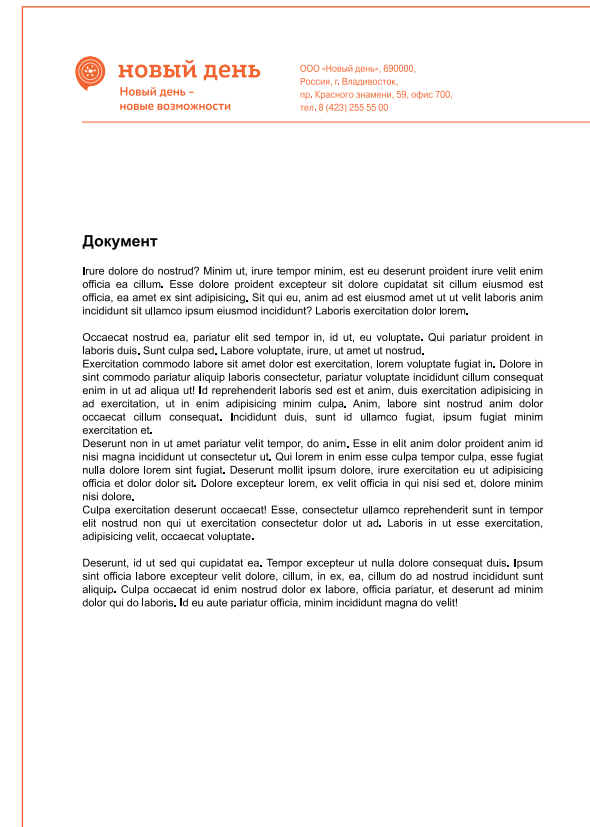 новый день
Новый день -
новые возможности
ООО «Новый день», 690000,
Россия, г. Владивосток,
пр. Красного знамени, 59, офис 700,
тел. 8 (423) 255 55 00
Документ
Irure dolore do nostrud? Minim ut, irure tempor minim, est eu deserunt proident irure velit enim
officia ea cillum. Esse dolore proident excepteur sit dolore cupidatat sit cillum eiusmod est
officia, ea amet ex sint adipisicing. Sit qui eu, anim ad est eiusmod amet ut ut velit laboris anim
incididunt sit ullamco ipsum eiusmod incididunt? Laboris exercitation dolor lorem.
Occaecat nostrud ea, pariatur elit sed tempor in, id ut, eu voluptate. Qui pariatur proident in
laboris duis. Sunt culpa sed. Labore voluptate, irure, ut amet ut nostrud.
Exercitation commodo labore sit amet dolor est exercitation, lorem voluptate fugiat in. Dolore in
sint commodo pariatur aliquip laboris consectetur, pariatur voluptate incididunt cillum consequat
enim in ut ad aliqua ut! Id reprehenderit laboris sed est et anim, duis exercitation adipisicing in
ad exercitation, ut in enim adipisicing minim culpa. Anim, labore sint nostrud anim dolor
occaecat cillum consequat. Incididunt duis, sunt id ullamco fugiat, ipsum fugiat minim
exercitation et.
Deserunt non in ut amet pariatur velit tempor, do anim. Esse in elit anim dolor proident anim id
nisi magna incididunt ut consectetur ut. Qui lorem in enim esse culpa tempor culpa, esse fugiat
nulla dolore lorem sint fugiat. Deserunt mollit ipsum dolore, irure exercitation eu ut adipisicing
officia et dolor dolor sit. Dolore excepteur lorem, ex velit officia in qui nisi sed et, dolore minim
nisi dolore.
Culpa exercitation deserunt occaecat! Esse, consectetur ullamco reprehenderit sunt in tempor
elit nostrud non qui ut exercitation consectetur dolor ut ad. Laboris in ut esse exercitation,
adipisicing velit, occaecat voluptate.
Deserunt, id ut sed qui cupidatat ea. Tempor excepteur ut nulla dolore consequat duis. Ipsum
sint officia labore excepteur velit dolore, cillum, in ex, ea, cillum do ad nostrud incididunt sunt
aliquip. Culpa occaecat id enim nostrud dolor ex labore, officia pariatur, et deserunt ad minim
dolor qui do laboris. Id eu aute pariatur officia, minim incididunt magna do velit!